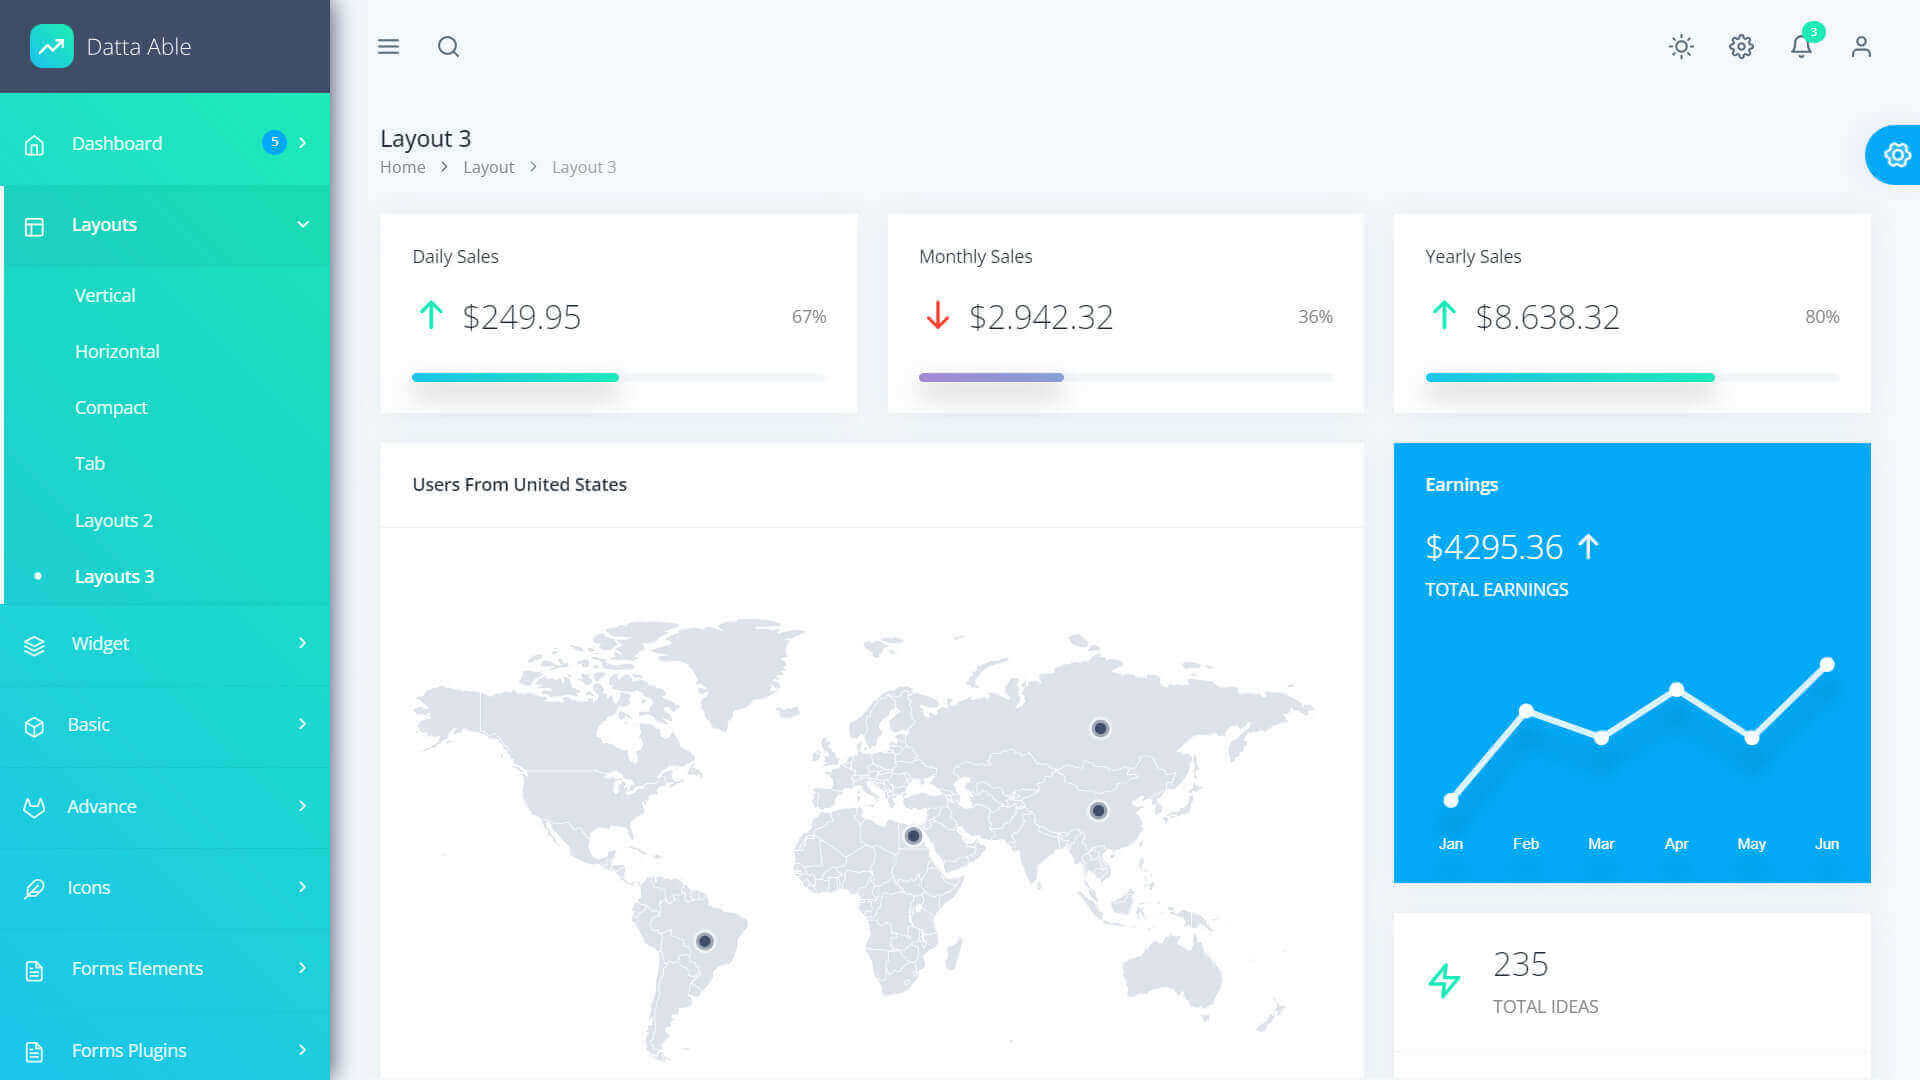 Datta Able
3
Dashboard
5
Layouts
Vertical
Horizontal
Compact
Tab
Layouts 2
Layouts 3
Widget
Basic
Advance
Icons
Forms Elements
Forms Plugins
Layout 3
Home > Layout > Layout 3
Daily Sales
$249.95 67%
Monthly Sales
$2.942.32 36%
Yearly Sales
$8.638.32 80%
Users From United States
Earnings
$4295.36
TOTAL EARNINGS
Jan Feb Mar Apr May Jun
235
TOTAL IDEAS